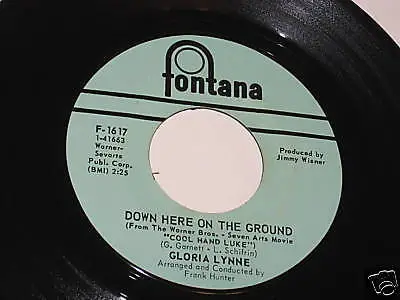 fontana
F-1617
1-41663
Warner-
Sevarts
Publ. Corp.
(BMI) 2:25
Produced by
Jimmy Wisner
DOWN HERE ON THE GROUND
(From The Warner Bros. - Seven Arts Movie
"COOL HAND LUKE")
(G. Garnett - L. Schifrin)
GLORIA LYNNE
Arranged and Conducted by
Frank Hunter